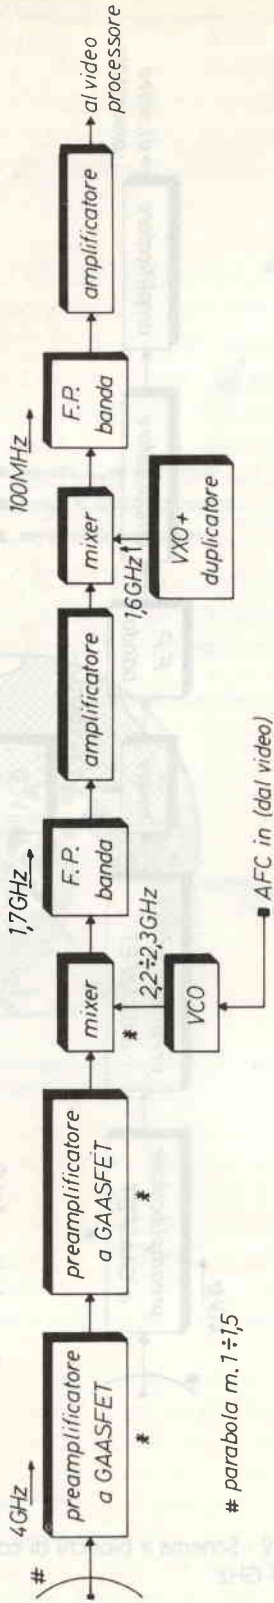 #
4GHz
preamplificatore
a GAASFET
*
preamplificatore
a GAASFET
*
mixer
*
2,2÷2,3GHz
VCO
AFC in (dal video)
1,7GHz
F.P.
banda
amplificatore
mixer
1,6GHz
VXO+
duplicatore
100MHz
F.P.
banda
amplificatore
al video
processore
# parabola m.1÷1,5